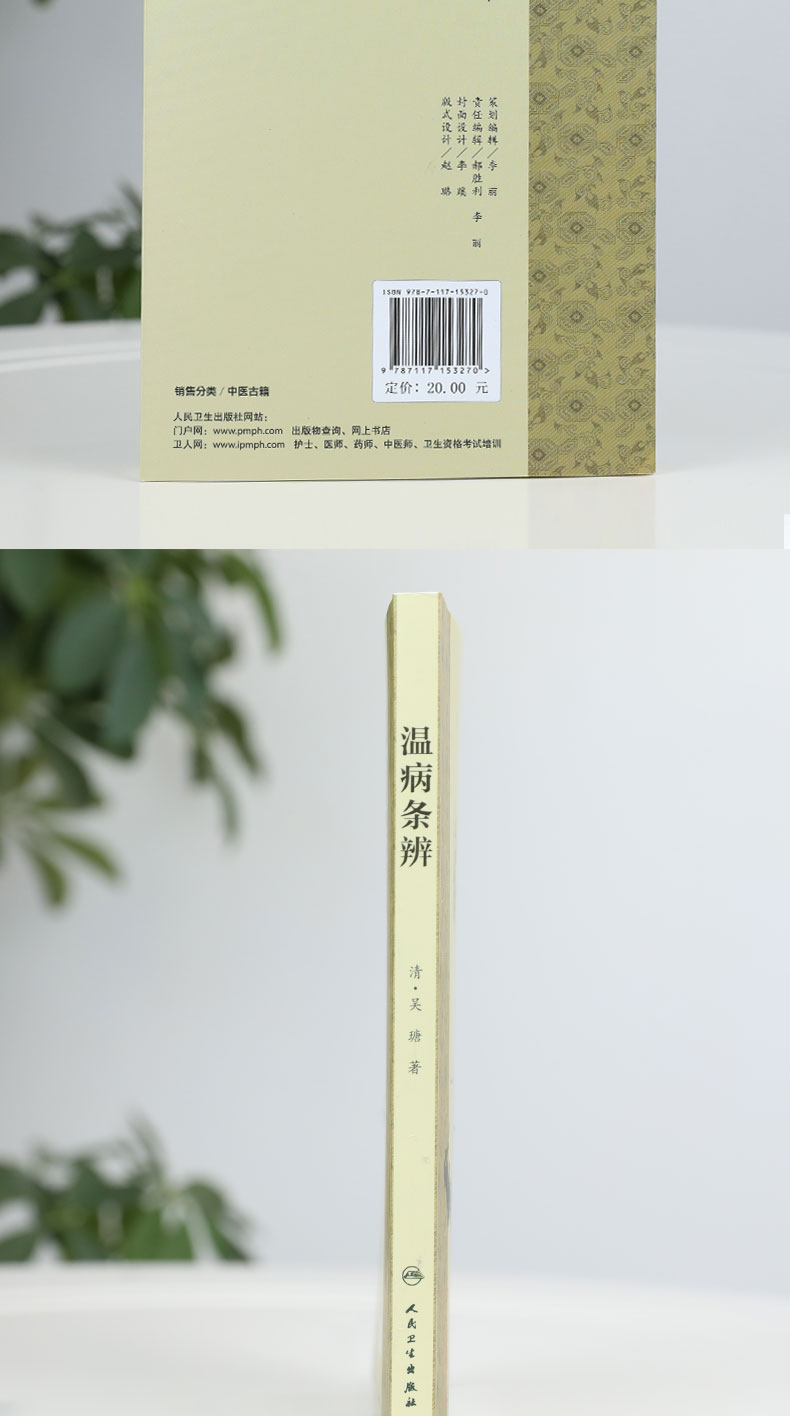 策划编辑／李 丽
责任编辑／郝胜利 李 丽
封面设计／李 瑱
版式设计／赵 璐
ISBN 978-7-117-15327-0
9 787117 153270 >
定价：20.00 元
销售分类 / 中医古籍
人民卫生出版社网站：
门户网：www.pmph.com 出版物查询、网上书店
卫人网：www.ipmph.com 护士、医师、药师、中医师、卫生资格考试培训
温病条辨
清·吴 瑭 著
人民卫生出版社